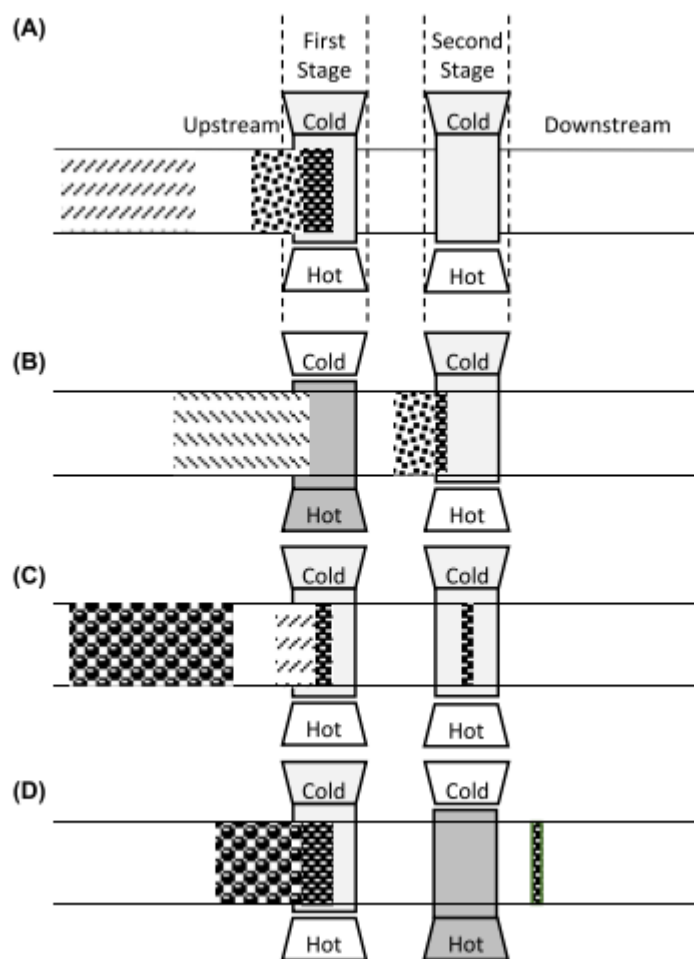 (A)
First
Stage
Second
Stage
Upstream
Cold
Cold
Downstream
Hot
Hot
(B)
Cold
Cold
Hot
Hot
(C)
Cold
Cold
Hot
Hot
(D)
Cold
Cold
Hot
Hot